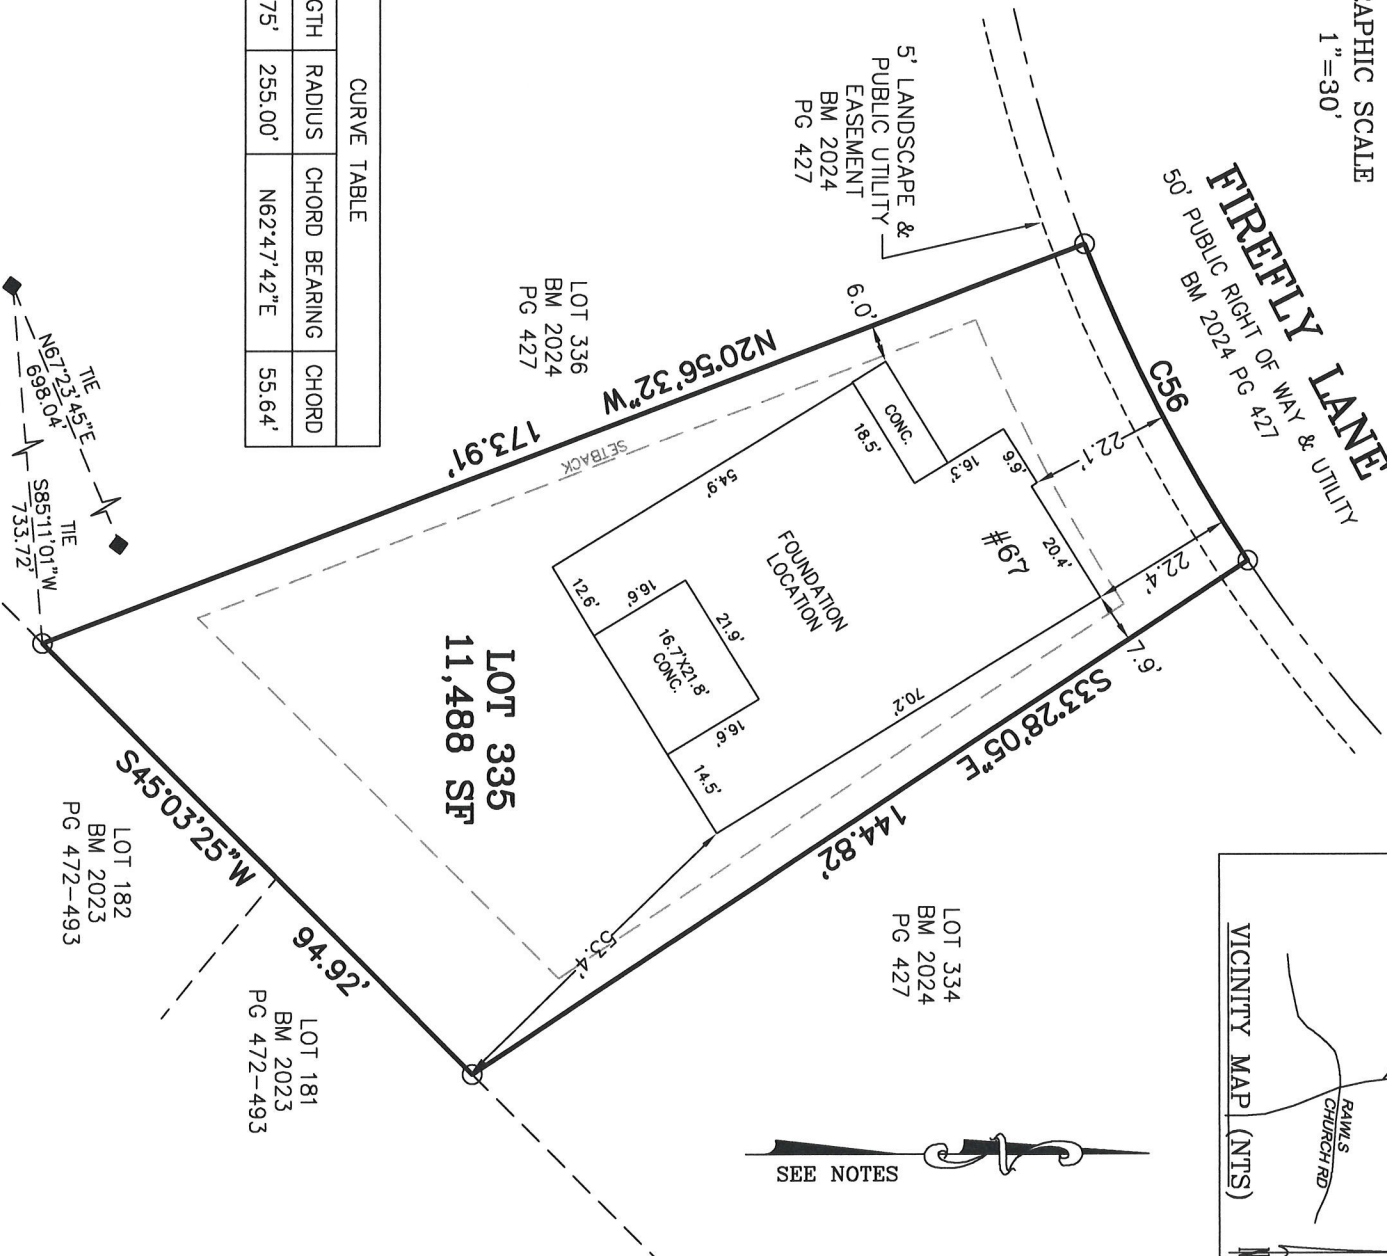 GRAPHIC SCALE
1"=30'
FIREFLY LANE
50' PUBLIC RIGHT OF WAY & UTILITY
BM 2024 PG 427
5' LANDSCAPE &
PUBLIC UTILITY
EASEMENT
BM 2024
PG 427
CURVE TABLE
RADIUS
CHORD BEARING
CHORD
75'
255.00'
N62°47'42"E
55.64'
C56
22.1'
22.4'
7.9'
6.0'
CONC.
18.5'
16.3'
9.9'
20.4'
#67
54.9'
FOUNDATION
LOCATION
70.2'
12.6'
16.6'
21.9'
16.7'X21.8'
CONC.
16.6'
14.5'
53.4'
SETBACK
N20°56'32"W
173.91'
S33°28'05"E
144.82'
LOT 336
BM 2024
PG 427
LOT 335
11,488 SF
LOT 334
BM 2024
PG 427
TIE
N67°23'45"E
698.04'
TIE
S85°11'01"W
733.72'
S45°03'25"W
94.92'
LOT 182
BM 2023
PG 472-493
LOT 181
BM 2023
PG 472-493
SEE NOTES
RAWLS
CHURCH RD
VICINITY MAP (NTS)
N